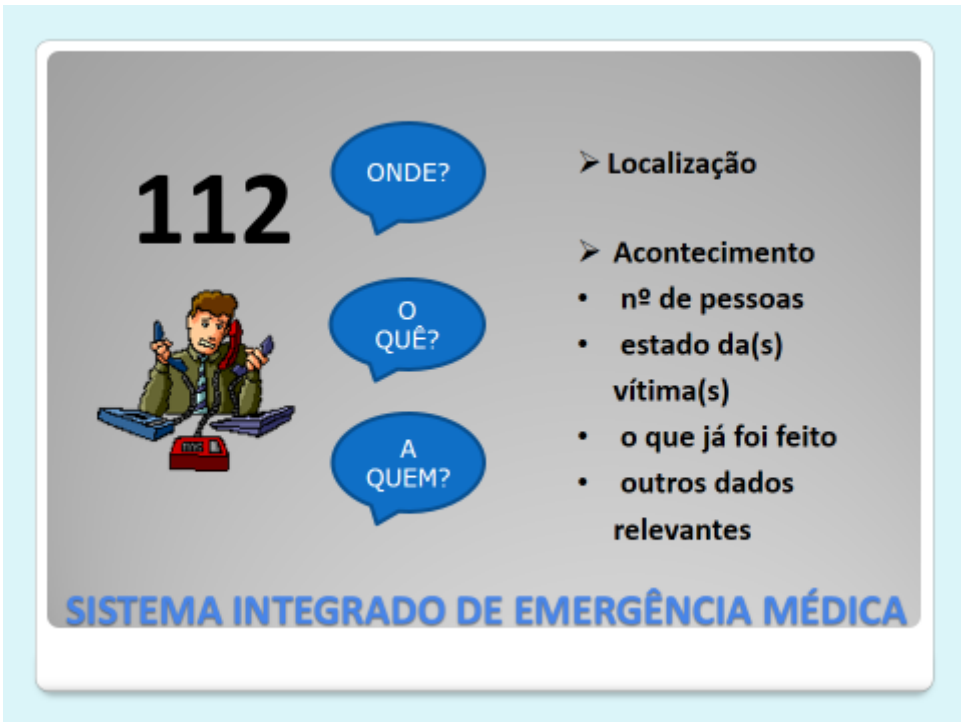 112
ONDE?
O
QUÊ?
A
QUEM?
➢ Localização
➢ Acontecimento
• nº de pessoas
• estado da(s)
vítima(s)
• o que já foi feito
• outros dados
relevantes
SISTEMA INTEGRADO DE EMERGÊNCIA MÉDICA